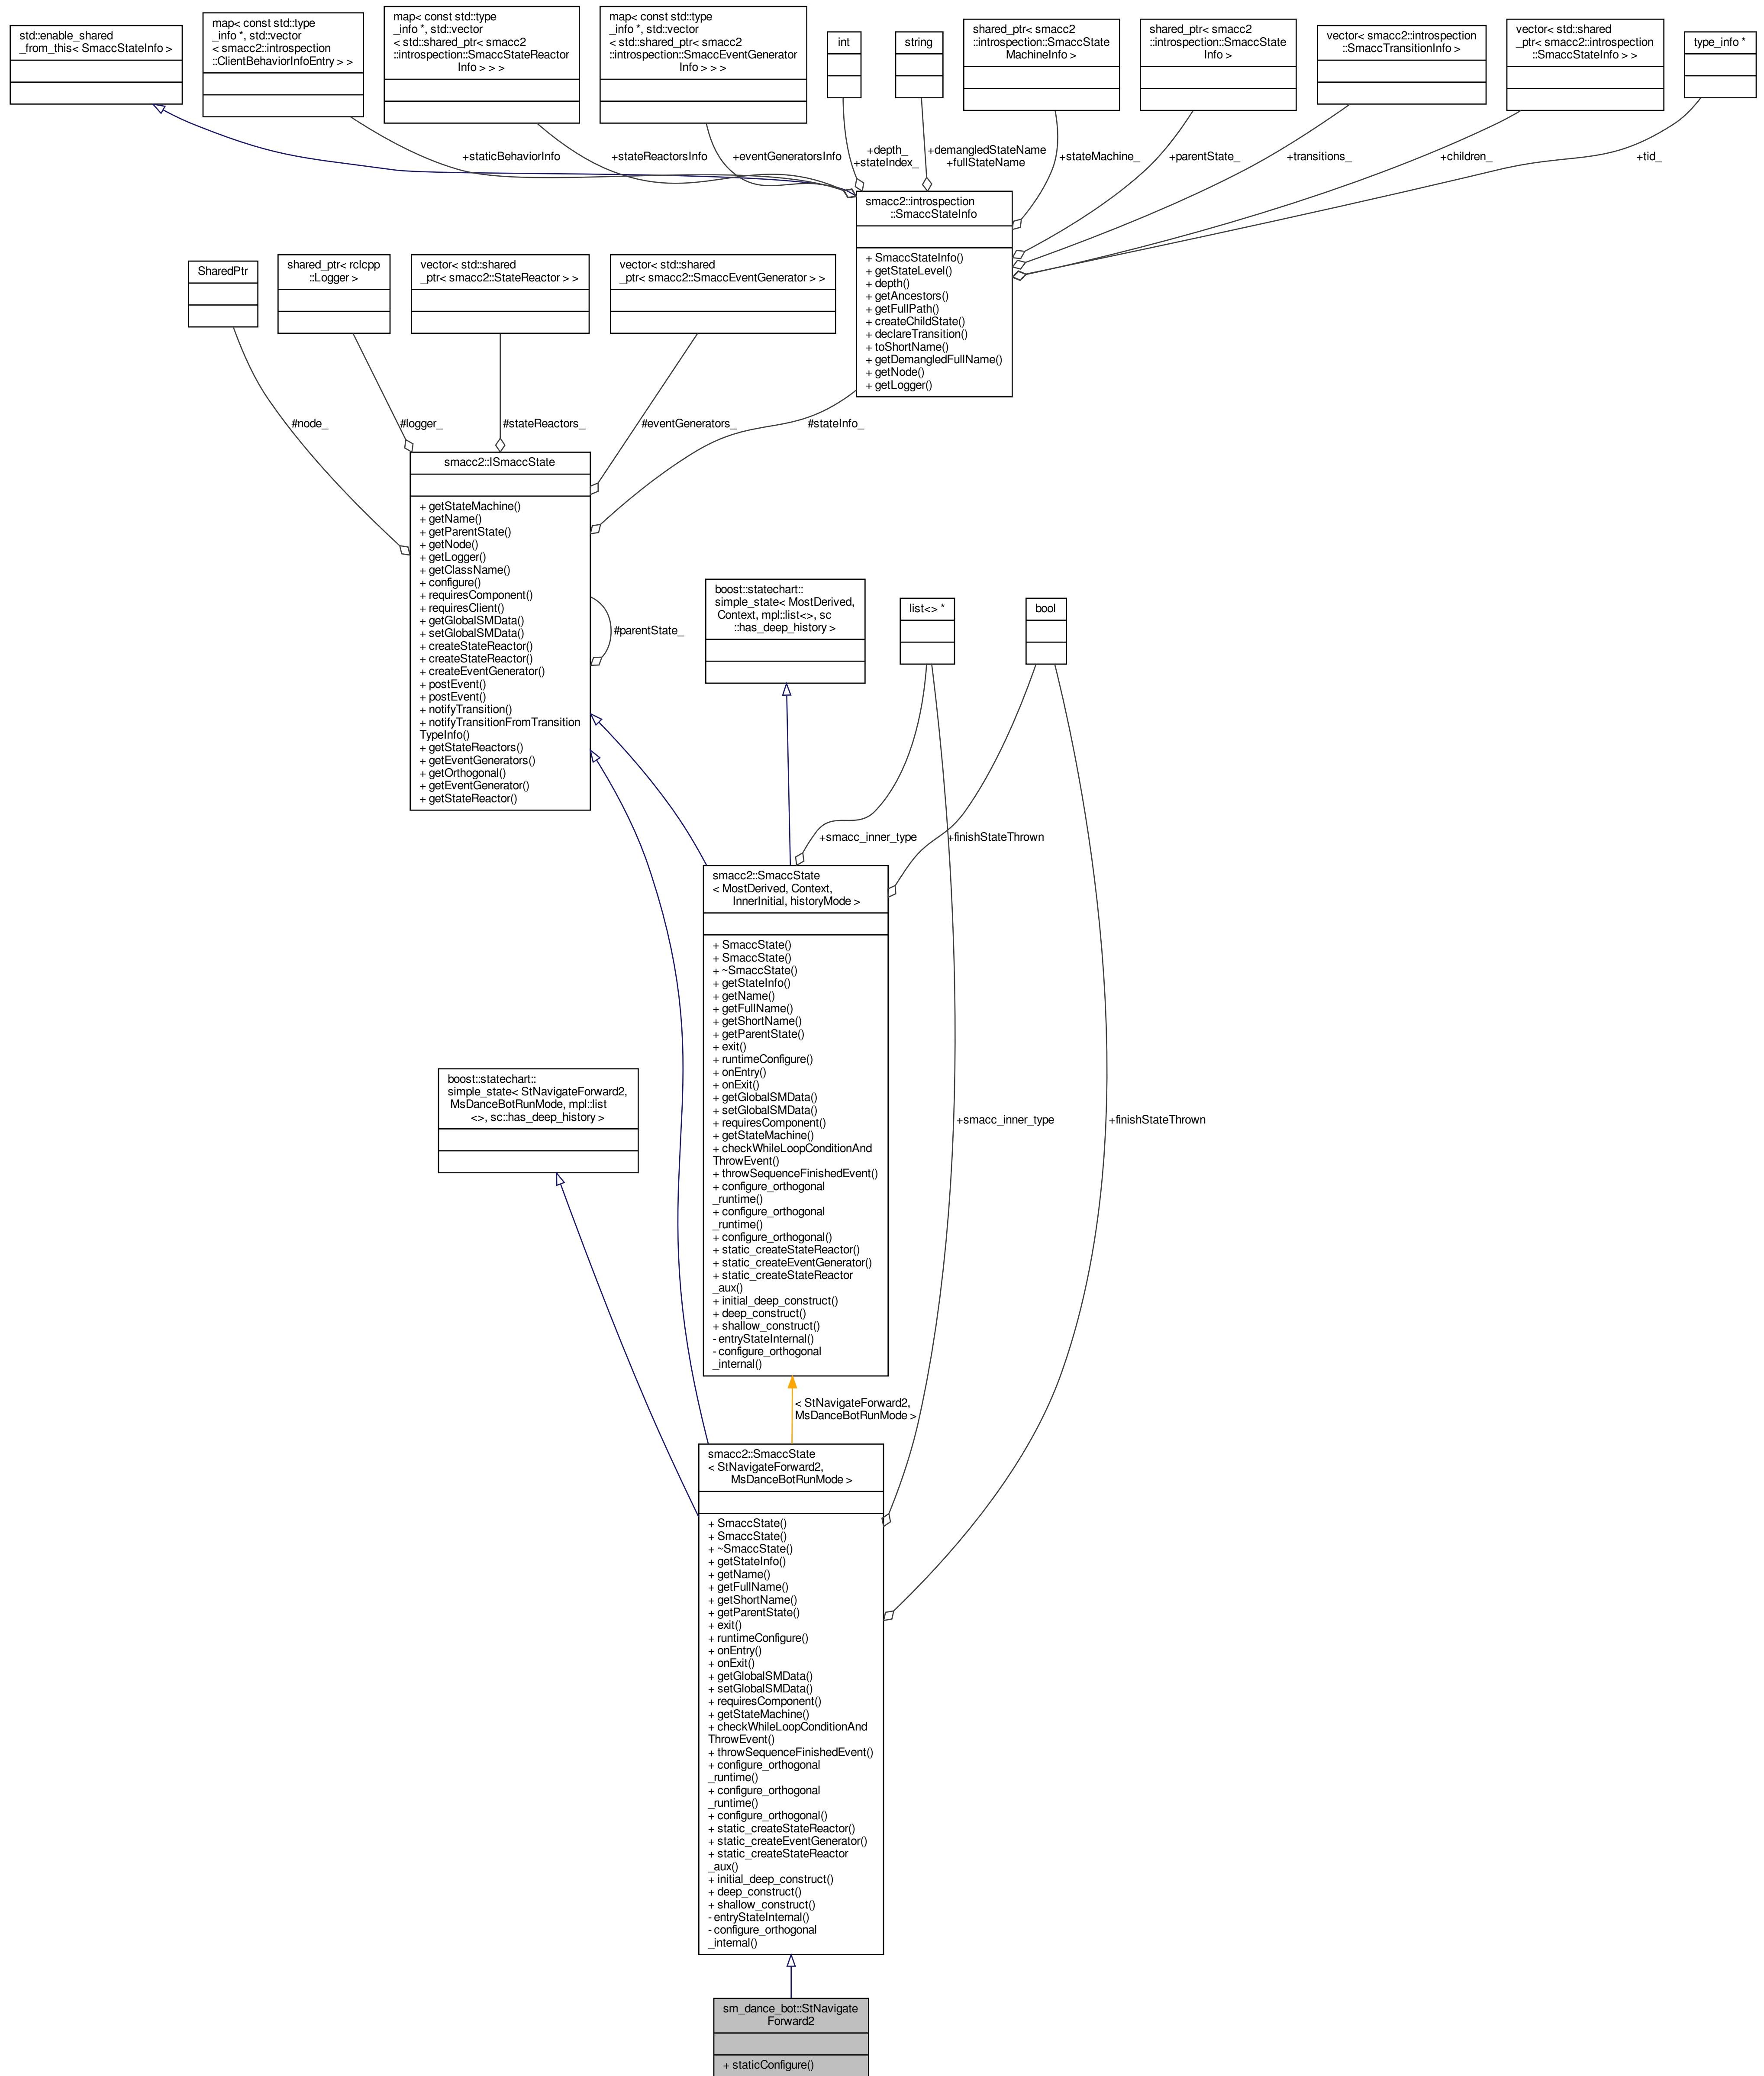 std::enable_shared
_from_this< SmaccStateInfo >
map< const std::type
_info *, std::vector
< smacc2::introspection
::ClientBehaviorInfoEntry > >
map< const std::type
_info *, std::vector
< std::shared_ptr< smacc2
::introspection::SmaccStateReactor
Info > > >
map< const std::type
_info *, std::vector
< std::shared_ptr< smacc2
::introspection::SmaccEventGenerator
Info > > >
int
string
shared_ptr< smacc2
::introspection::SmaccState
MachineInfo >
shared_ptr< smacc2
::introspection::SmaccState
Info >
vector< smacc2::introspection
::SmaccTransitionInfo >
vector< std::shared
_ptr< smacc2::introspection
::SmaccStateInfo > >
type_info *
+staticBehaviorInfo
+stateReactorsInfo
+eventGeneratorsInfo
+depth_
+stateIndex_
+demangledStateName
+fullStateName
+stateMachine_
+parentState_
+transitions_
+children_
+tid_
smacc2::introspection
::SmaccStateInfo
+ SmaccStateInfo()
+ getStateLevel()
+ depth()
+ getAncestors()
+ getFullPath()
+ createChildState()
+ declareTransition()
+ toShortName()
+ getDemangledFullName()
+ getNode()
+ getLogger()
SharedPtr
shared_ptr< rclcpp
::Logger >
vector< std::shared
_ptr< smacc2::StateReactor > >
vector< std::shared
_ptr< smacc2::SmaccEventGenerator > >
#node_
#logger_
#stateReactors_
#eventGenerators_
#stateInfo_
smacc2::ISmaccState
+ getStateMachine()
+ getName()
+ getParentState()
+ getNode()
+ getLogger()
+ getClassName()
+ configure()
+ requiresComponent()
+ requiresClient()
+ getGlobalSMData()
+ setGlobalSMData()
+ createStateReactor()
+ createStateReactor()
+ createEventGenerator()
+ postEvent()
+ postEvent()
+ notifyTransition()
+ notifyTransitionFromTransition
TypeInfo()
+ getStateReactors()
+ getEventGenerators()
+ getOrthogonal()
+ getEventGenerator()
+ getStateReactor()
#parentState_
boost::statechart::
simple_state< MostDerived,
Context, mpl::list<>, sc
::has_deep_history >
list<> *
bool
+smacc_inner_type
+finishStateThrown
smacc2::SmaccState
< MostDerived, Context,
InnerInitial, historyMode >
+ SmaccState()
+ SmaccState()
+ ~SmaccState()
+ getStateInfo()
+ getName()
+ getFullName()
+ getShortName()
+ getParentState()
+ exit()
+ runtimeConfigure()
+ onEntry()
+ onExit()
+ getGlobalSMData()
+ setGlobalSMData()
+ requiresComponent()
+ getStateMachine()
+ checkWhileLoopConditionAnd
ThrowEvent()
+ throwSequenceFinishedEvent()
+ configure_orthogonal
_runtime()
+ configure_orthogonal
_runtime()
+ configure_orthogonal()
+ static_createStateReactor()
+ static_createEventGenerator()
+ static_createStateReactor
_aux()
+ initial_deep_construct()
+ deep_construct()
+ shallow_construct()
- entryStateInternal()
- configure_orthogonal
_internal()
boost::statechart::
simple_state< StNavigateForward2,
MsDanceBotRunMode, mpl::list
<>, sc::has_deep_history >
+smacc_inner_type
+finishStateThrown
< StNavigateForward2,
MsDanceBotRunMode >
smacc2::SmaccState
< StNavigateForward2,
MsDanceBotRunMode >
+ SmaccState()
+ SmaccState()
+ ~SmaccState()
+ getStateInfo()
+ getName()
+ getFullName()
+ getShortName()
+ getParentState()
+ exit()
+ runtimeConfigure()
+ onEntry()
+ onExit()
+ getGlobalSMData()
+ setGlobalSMData()
+ requiresComponent()
+ getStateMachine()
+ checkWhileLoopConditionAnd
ThrowEvent()
+ throwSequenceFinishedEvent()
+ configure_orthogonal
_runtime()
+ configure_orthogonal
_runtime()
+ configure_orthogonal()
+ static_createStateReactor()
+ static_createEventGenerator()
+ static_createStateReactor
_aux()
+ initial_deep_construct()
+ deep_construct()
+ shallow_construct()
- entryStateInternal()
- configure_orthogonal
_internal()
sm_dance_bot::StNavigate
Forward2
+ staticConfigure()